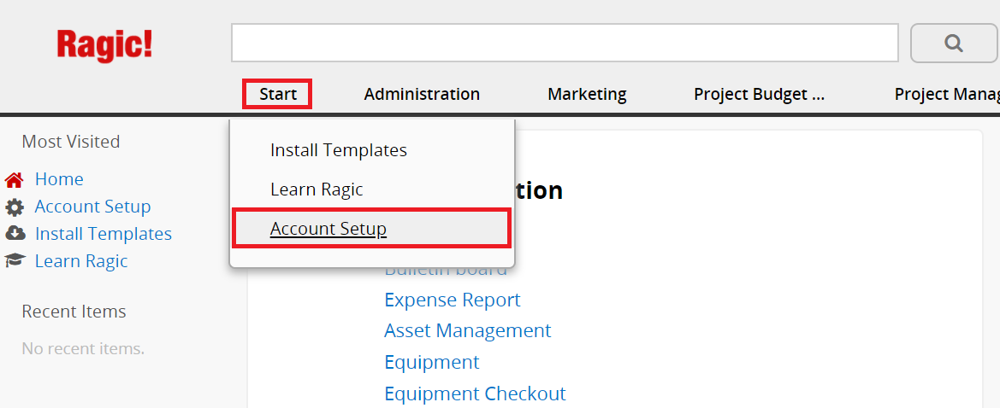 Ragic!
Start Administration Marketing Project Budget ... Project Manag
Most Visited
Home
Account Setup
Install Templates
Learn Ragic
Recent Items
No recent items.
Install Templates
Learn Ragic
Account Setup
tion
Bulletin board
Expense Report
Asset Management
Equipment
Equipment Checkout